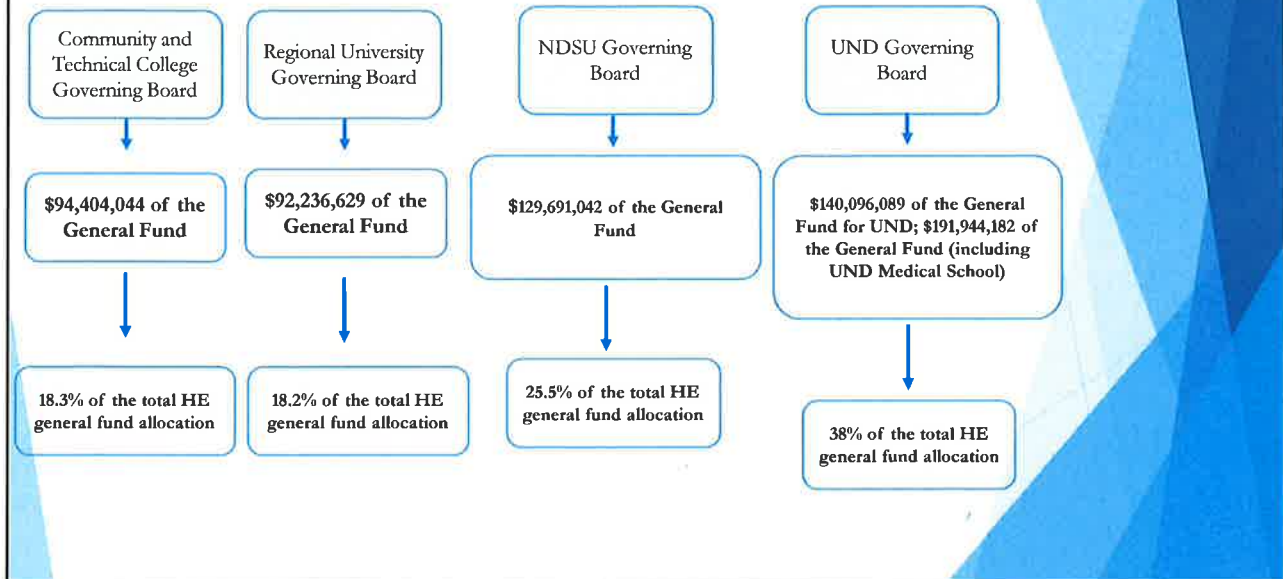 Community and
Technical College
Governing Board
Regional University
Governing Board
NDSU Governing
Board
UND Governing
Board
$94,404,044 of the
General Fund
$92,236,629 of the
General Fund
$129,691,042 of the General
Fund
$140,096,089 of the General
Fund for UND; $191,944,182 of
the General Fund (including
UND Medical School)
18.3% of the total HE
general fund allocation
18.2% of the total HE
general fund allocation
25.5% of the total HE
general fund allocation
38% of the total HE
general fund allocation